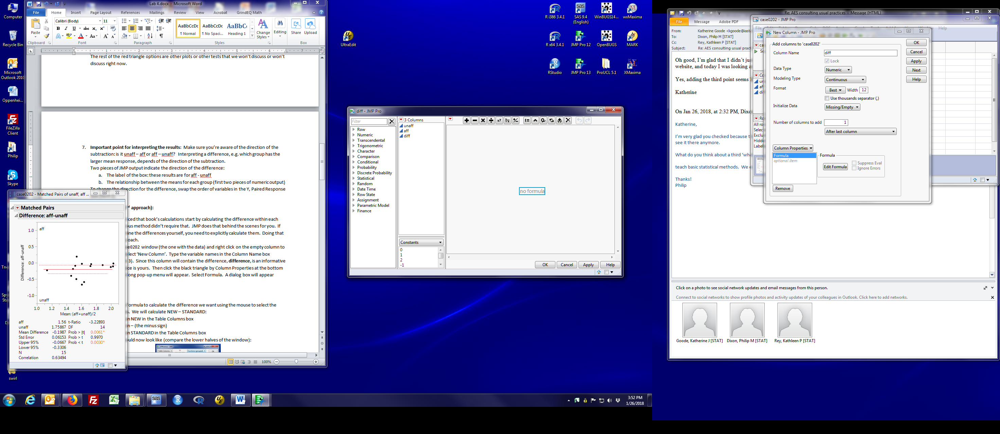 Computer
Recycle Bin
Microsoft
Outlook 2010
Oppenhei...
FileZilla
Client
Philip
Skype
swirl
Lab 4.docx - Microsoft Word
File Home Insert Page Layout References Mailings Review View Acrobat GrindEQ Math
Paste
Calibri (Body) 11
AaBbCcDc AaBbCcDc AaBbC
¶ Normal ¶ No Spaci... Heading 1
Change
Styles
Editing
Share Upload
Clipboard Font Paragraph Styles Box
The rest of the red triangle options are other plots or other tests that we won't discuss or won't
discuss right now.
7. Important point for interpreting the results: Make sure you're aware of the direction of the
subtraction: is it unaff – aff or aff – unaff? Interpreting a difference, e.g. which group has the
larger mean response, depends of the direction of the subtraction.
Two pieces of JMP output indicate the direction of the difference:
a. The label of the box: these results are for aff - unaff
b. The relationship between the means for each group (first two pieces of numeric output)
To change the direction for the difference, swap the order of variables in the Y, Paired Response
approach):
ced that book's calculations start by calculating the difference within each
us method didn't require that. JMP does that behind the scenes for you. If
ine the differences yourself, you need to explicitly calculate them. Doing that
oach.
e0202 window (the one with the data) and right click on the empty column to
elect 'New Column'. Type the variable names in the Column Name box
3). Since this column will contain the difference, difference, is an informative
ce is yours. Then click the black triangle by Column Properties at the bottom
ong pop-up menu will appear. Select Formula. A dialog box will appear
formula to calculate the difference we want using the mouse to select the
s. We will calculate NEW – STANDARD:
n NEW in the Table Columns box
n – (the minus sign)
n STANDARD in the Table Columns box
uld now look like (compare the lower halves of the window):
100%
case0202 - Matched Pairs of unaff, aff ...
Matched Pairs
Difference: aff-unaff
aff
1.0
0.5
0.0
-0.5
-1.0
Difference: aff-unaff
unaff
1.0 1.2 1.4 1.6 1.8 2.0
Mean: (aff+unaff)/2
aff 1.56 t-Ratio -3.22893
unaff 1.75867 DF 14
Mean Difference -0.1987 Prob > |t| 0.0061*
Std Error 0.06153 Prob > t 0.9970
Upper 95% -0.0667 Prob < t 0.0030*
Lower 95% -0.3306
N 15
Correlation 0.63494
UltraEdit
R i386 3.4.1 SAS 9.4
(English) WinBUGS14... wxMaxima
R x64 3.4.1 JMP Pro 12 OpenBUGS MARK
RStudio JMP Pro 13 ProUCL 5.1 XMaxima
diff - JMP Pro
Filter
Row
Numeric
Transcendental
Trigonometric
Character
Comparison
Conditional
Probability
Discrete Probability
Statistical
Random
Date Time
Row State
Assignment
Parametric Model
Finance
3 Columns
unaff
aff
diff
Constants
0
1
2
-1
no formula
OK Cancel Apply Help
3:52 PM
1/26/2018
Re: AES consulting usual practices - Message (HTML)
File Message Adobe PDF
From: Katherine Goode <kgoode@iasta
To: Dixon, Philip M [STAT]
Cc: Rey, Kathleen P [STAT]
Subject: Re: AES consulting usual pract
Oh good, I'm glad that I didn't jus
website, and today I was looking a
Yes, adding the third point seems
Katherine
On Jan 26, 2018, at 2:32 PM, Dixo
Katherine,
I'm very glad you checked because t
see it there anymore.
What do you think about a third 'wha
teach basic statistical methods. We
Thanks!
Philip
case0202 - JMP Pro
New Column - JMP Pro
Add columns to 'case0202'
Column Name diff
Lock
Data Type Numeric
Modeling Type Continuous
Format Best Width 12
Use thousands separator (,)
Initialize Data Missing/Empty
Number of columns to add 1
After last column
Column Properties
Formula
optional item
Formula
Edit Formula
Suppress Eval
Ignore Errors
Remove
OK
Cancel
Apply
Next
Help
Click on a photo to see social network updates and email messages from this person.
Connect to social networks to show profile photos and activity updates of your colleagues in Outlook. Click here to add networks.
Goode, Katherine J [STAT] Dixon, Philip M [STAT] Rey, Kathleen P [STAT]